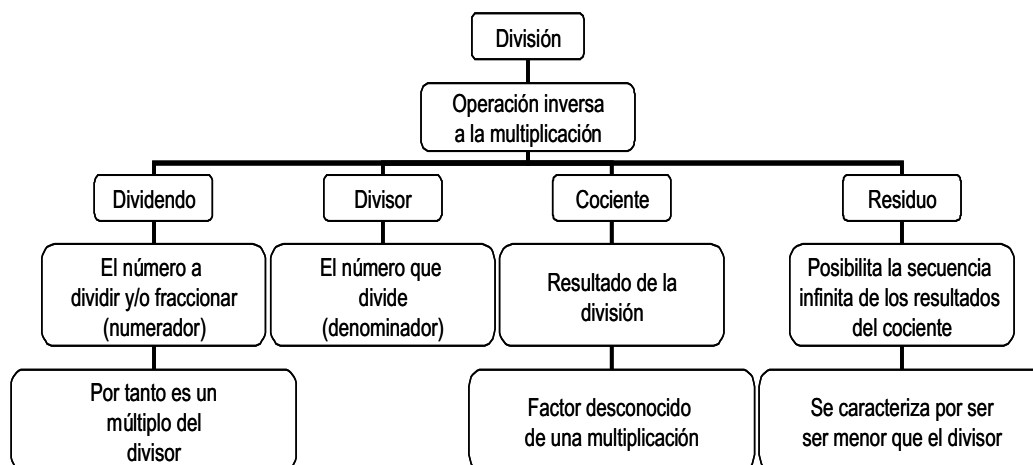 División
Operación inversa
a la multiplicación
Dividendo
Divisor
Cociente
Residuo
El número a
dividir y/o fraccionar
(numerador)
El número que
divide
(denominador)
Resultado de la
división
Posibilita la secuencia
infinita de los resultados
del cociente
Por tanto es un
múltiplo del
divisor
Factor desconocido
de una multiplicación
Se caracteriza por ser
ser menor que el divisor